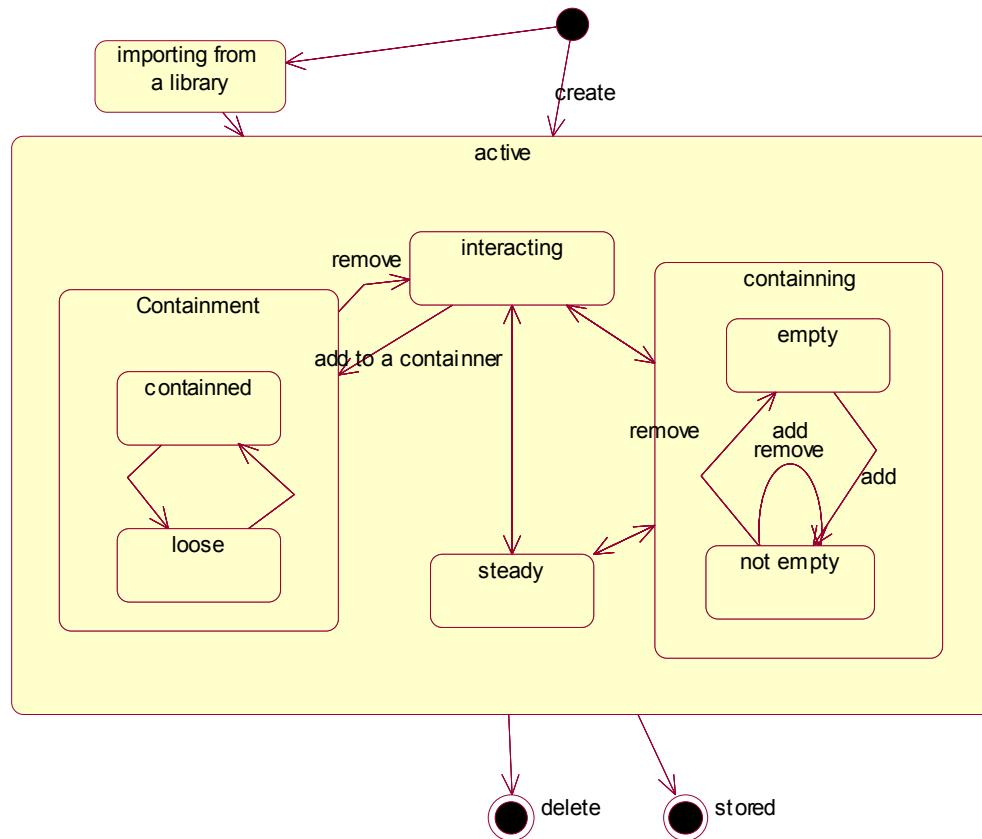 importing from
a library
create
active
interacting
remove
containning
Containment
empty
add to a containner
containned
remove
add
remove
add
loose
steady
not empty
delete
stored